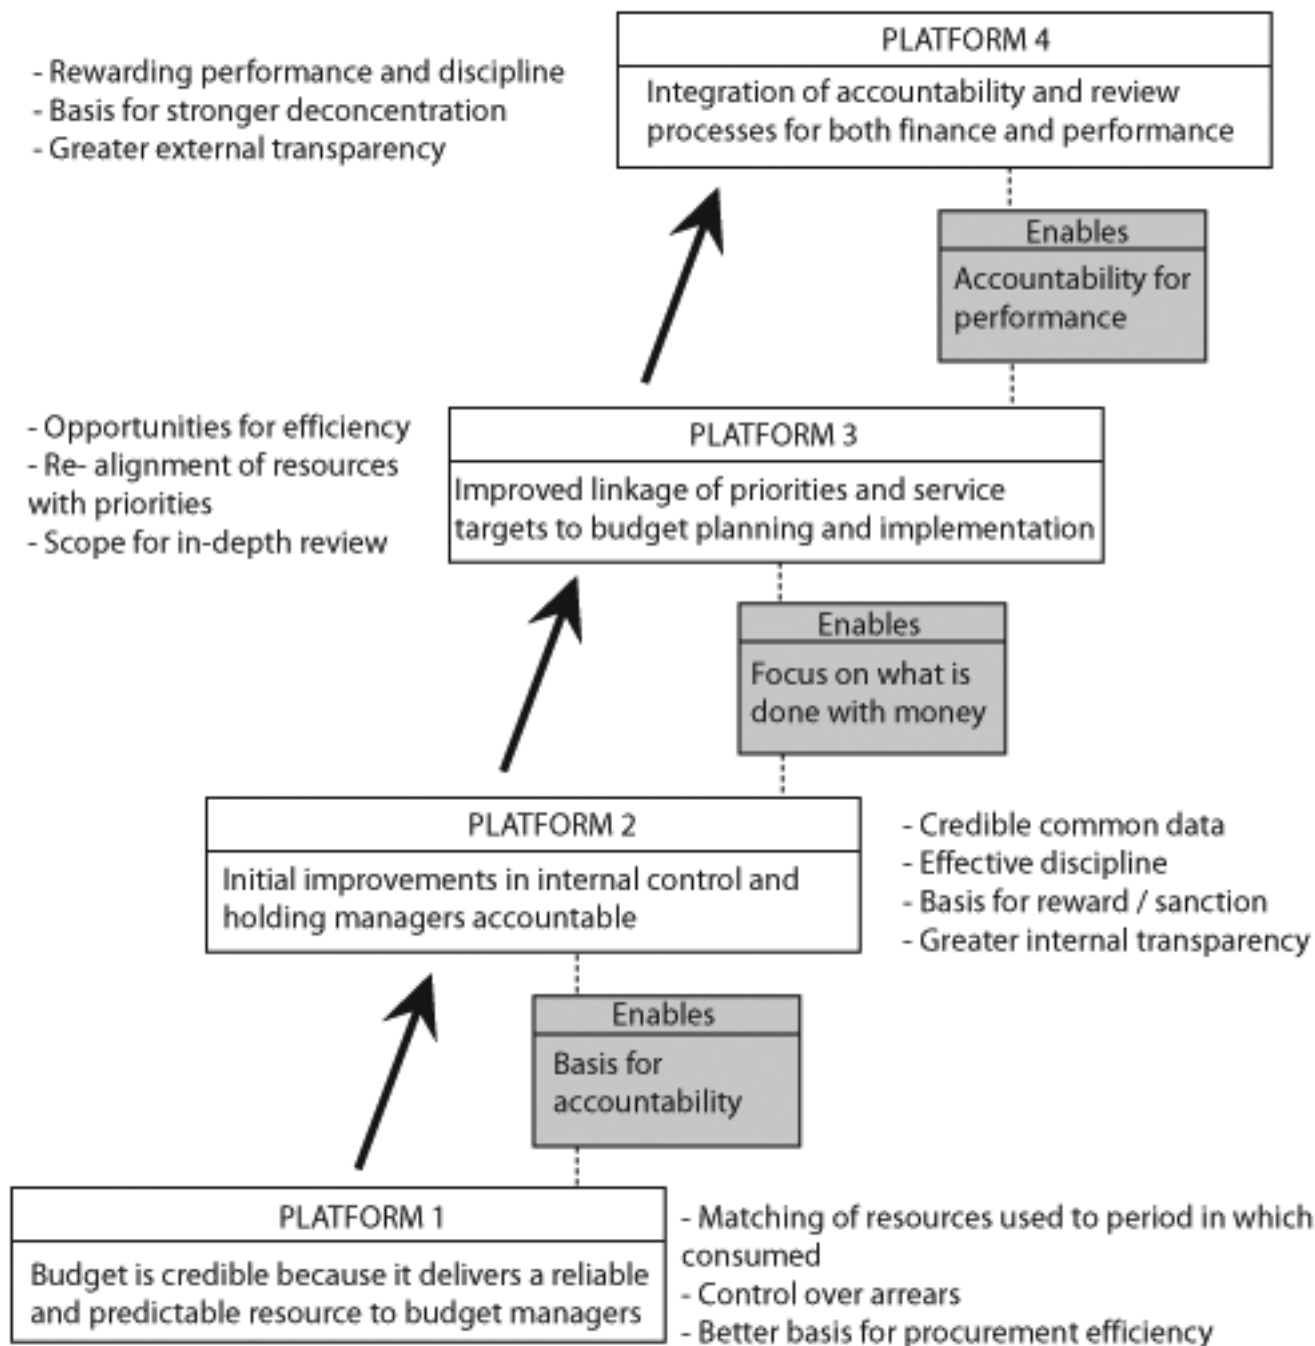 PLATFORM 4
Integration of accountability and review
processes for both finance and performance
- Rewarding performance and discipline
- Basis for stronger deconcentration
- Greater external transparency
Enables
Accountability for
performance
PLATFORM 3
Improved linkage of priorities and service
targets to budget planning and implementation
- Opportunities for efficiency
- Re- alignment of resources
with priorities
- Scope for in-depth review
Enables
Focus on what is
done with money
PLATFORM 2
Initial improvements in internal control and
holding managers accountable
- Credible common data
- Effective discipline
- Basis for reward / sanction
- Greater internal transparency
Enables
Basis for
accountability
PLATFORM 1
Budget is credible because it delivers a reliable
and predictable resource to budget managers
- Matching of resources used to period in which
consumed
- Control over arrears
- Better basis for procurement efficiency